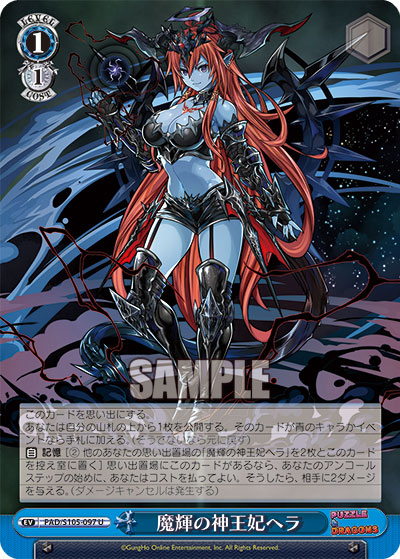 LEVEL
1
1
COST
SAMPLE
このカードを思い出にする。
あなたは自分の山札の上から1枚を公開する。そのカードが青のキャラかイベントなら手札に加える。(そうでないなら元に戻す)
自 記憶 [② 他のあなたの思い出置場の「魔輝の神王妃ヘラ」を2枚とこのカードを控え室に置く] 思い出置場にこのカードがあるなら、あなたのアンコールステップの始めに、あなたはコストを払ってよい。そうしたら、相手に2ダメージを与える。(ダメージキャンセルは発生する)
EV PAD/S105-097 U
魔輝の神王妃ヘラ
PUZZLE & DRAGONS
©GungHo Online Entertainment, Inc. All Rights Reserved.